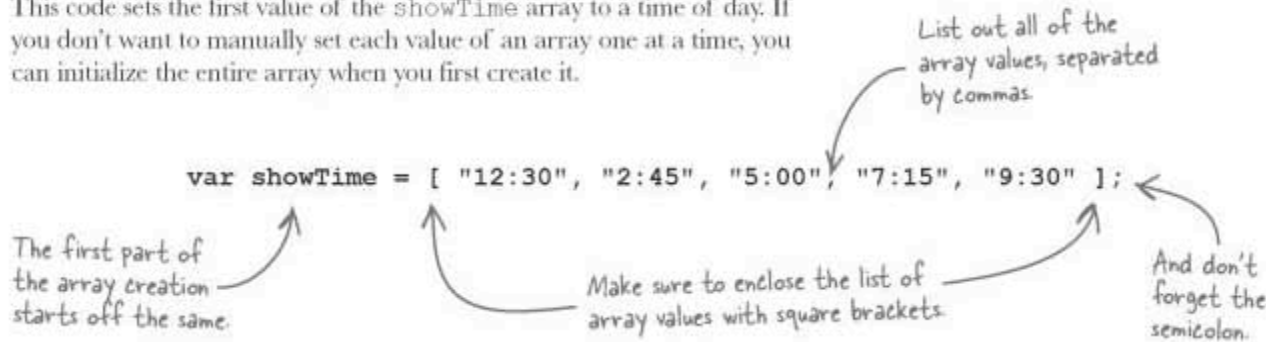 This code sets the first value of the showTime array to a time of day. If
you don't want to manually set each value of an array one at a time, you
can initialize the entire array when you first create it.
List out all of the
array values, separated
by commas.
var showTime = [ "12:30", "2:45", "5:00", "7:15", "9:30" ];
The first part of
the array creation
starts off the same.
Make sure to enclose the list of
array values with square brackets.
And don't
forget the
semicolon.